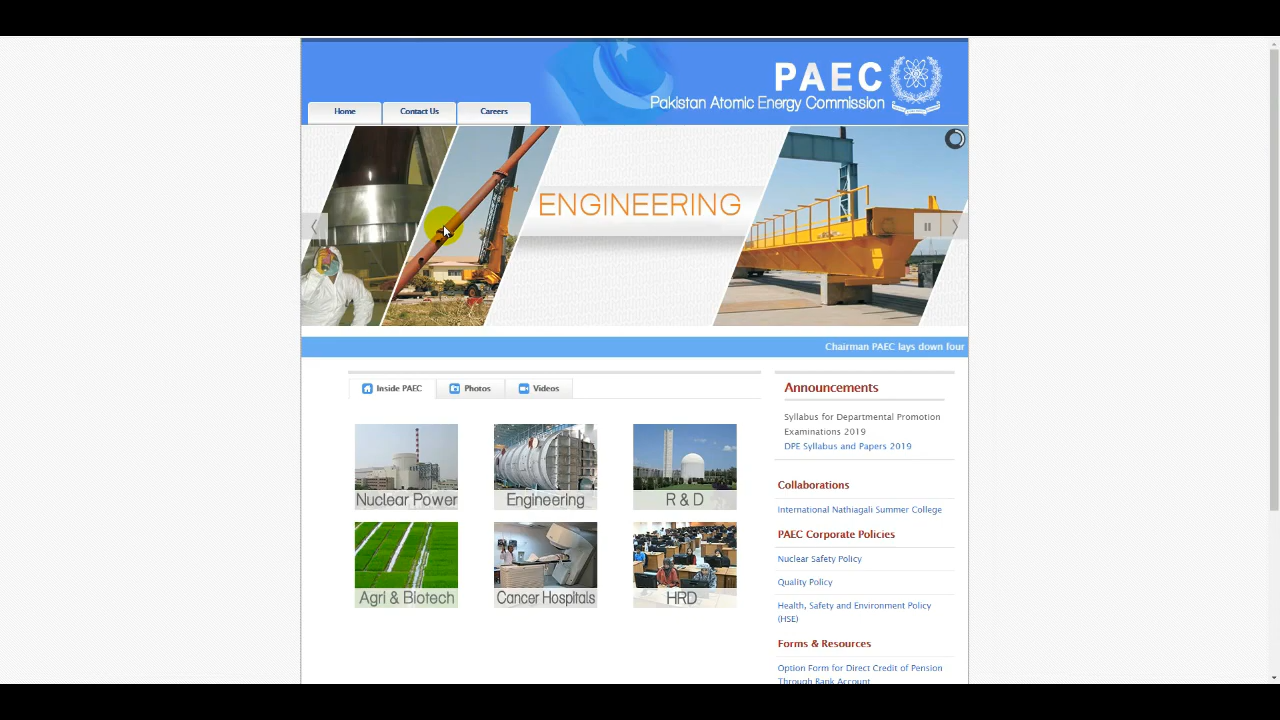 PAEC
Pakistan Atomic Energy Commission
Home
Contact Us
Careers
ENGINEERING
Chairman PAEC lays down four
Inside PAEC
Photos
Videos
Nuclear Power
Engineering
R & D
Agri & Biotech
Cancer Hospitals
HRD
Announcements
Syllabus for Departmental Promotion
Examinations 2019
DPE Syllabus and Papers 2019
Collaborations
International Nathiagali Summer College
PAEC Corporate Policies
Nuclear Safety Policy
Quality Policy
Health, Safety and Environment Policy
(HSE)
Forms & Resources
Option Form for Direct Credit of Pension
Through Bank Account